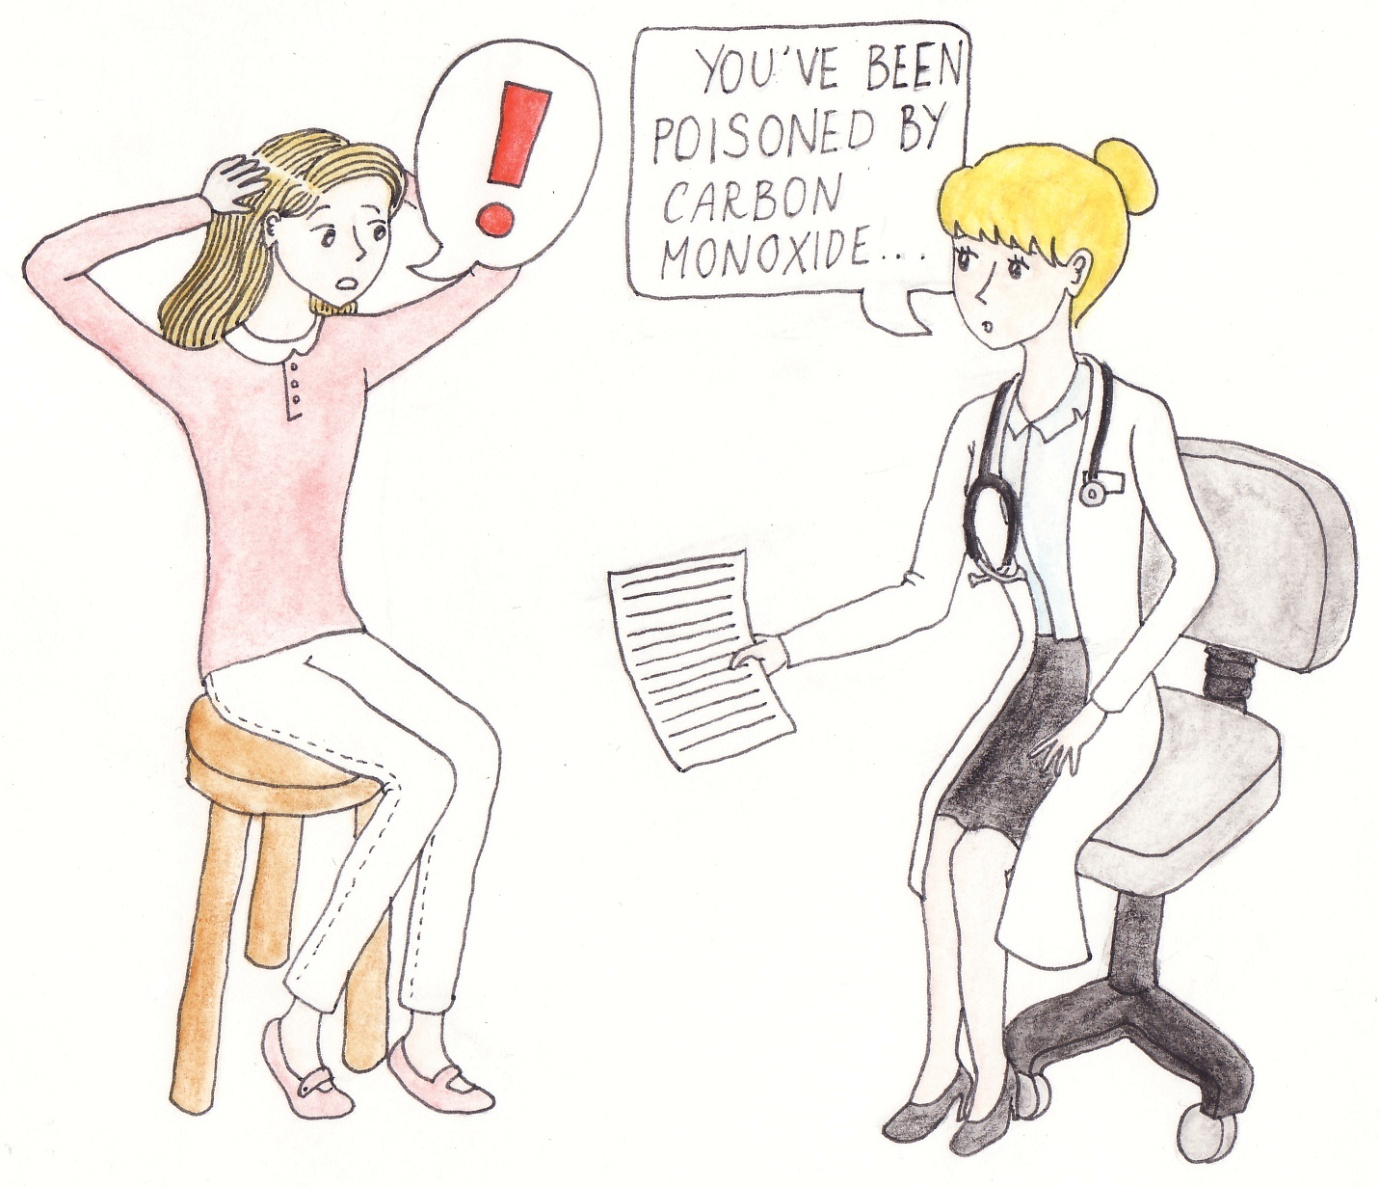 !
YOU'VE BEEN
POISONED BY
CARBON
MONOXIDE...